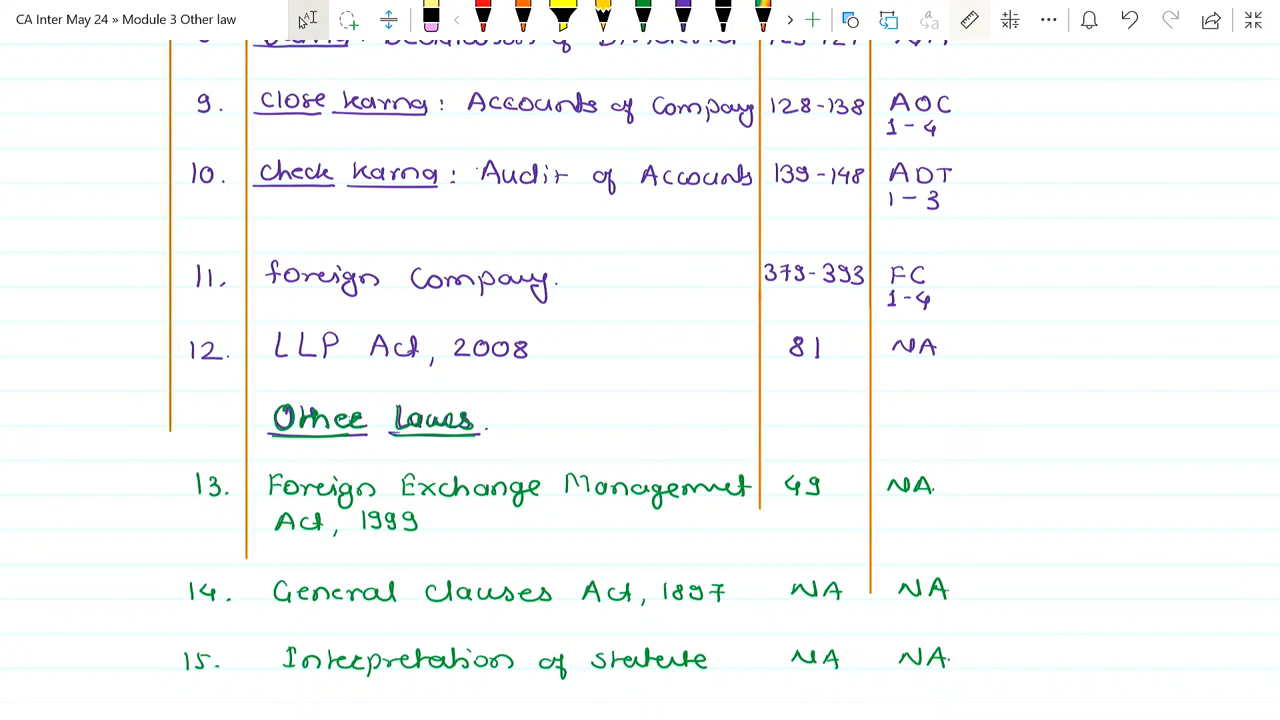 CA Inter May 24 » Module 3 Other law
9. Close Karna : Accounts of Company 128-138 AOC
1-4
10. Check Karna : Audit of Accounts 139-148 ADT
1-3
11. foreign Company. 379-393 FC
1-4
12. LLP Act, 2008 81 NA
Other Laws.
13. Foreign Exchange Managemet 49 NA.
Act, 1999
14. General Clauses Act, 1897 NA NA
15. Interpretation of statute NA NA.